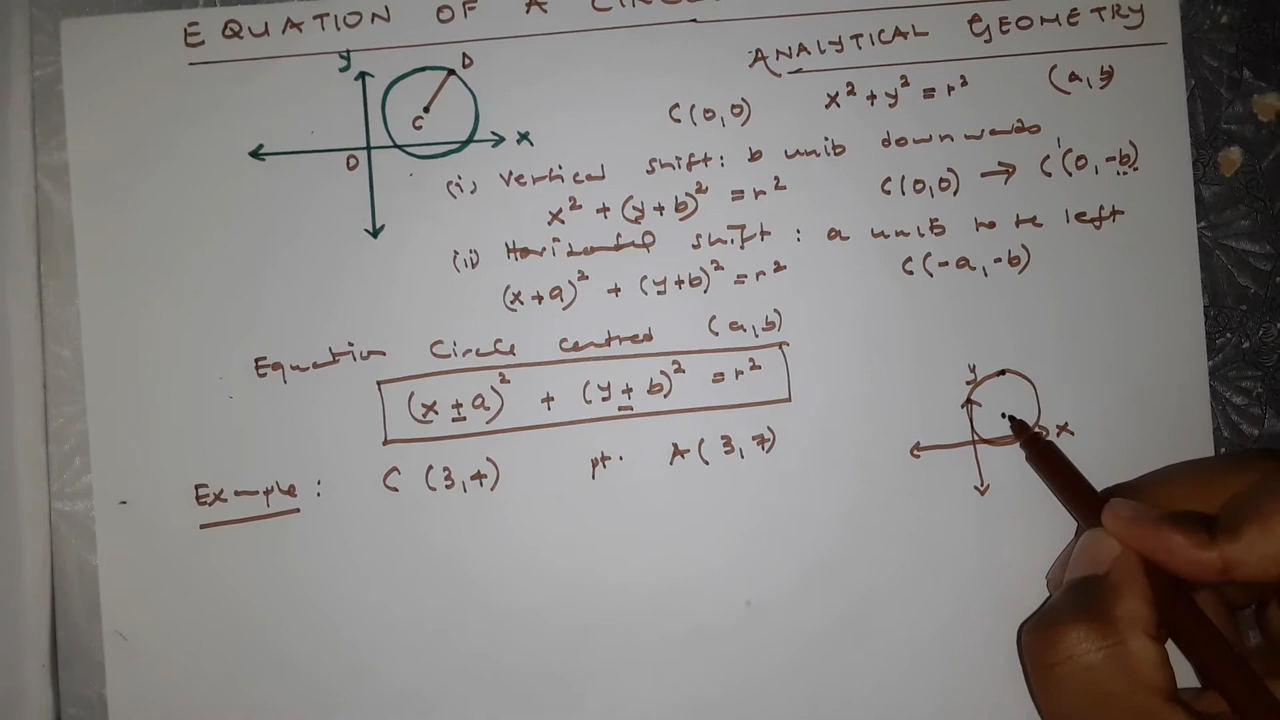 EQUATION OF A CIRCL
ANALYTICAL GEOMETRY
y
D
C
O
x
C(0,0) x² + y² = r² (a,b)
(i) Vertical shift: b units downwards
x² + (y+b)² = r² C(0,0) → C'(0,-b)
(ii) Horizontal shift: a units to the left
(x+a)² + (y+b)² = r² C(-a,-b)
Equation Circle centred (a,b)
(x ± a)² + (y ± b)² = r²
Example: C (3,4) pt. A(3,7)
y
x